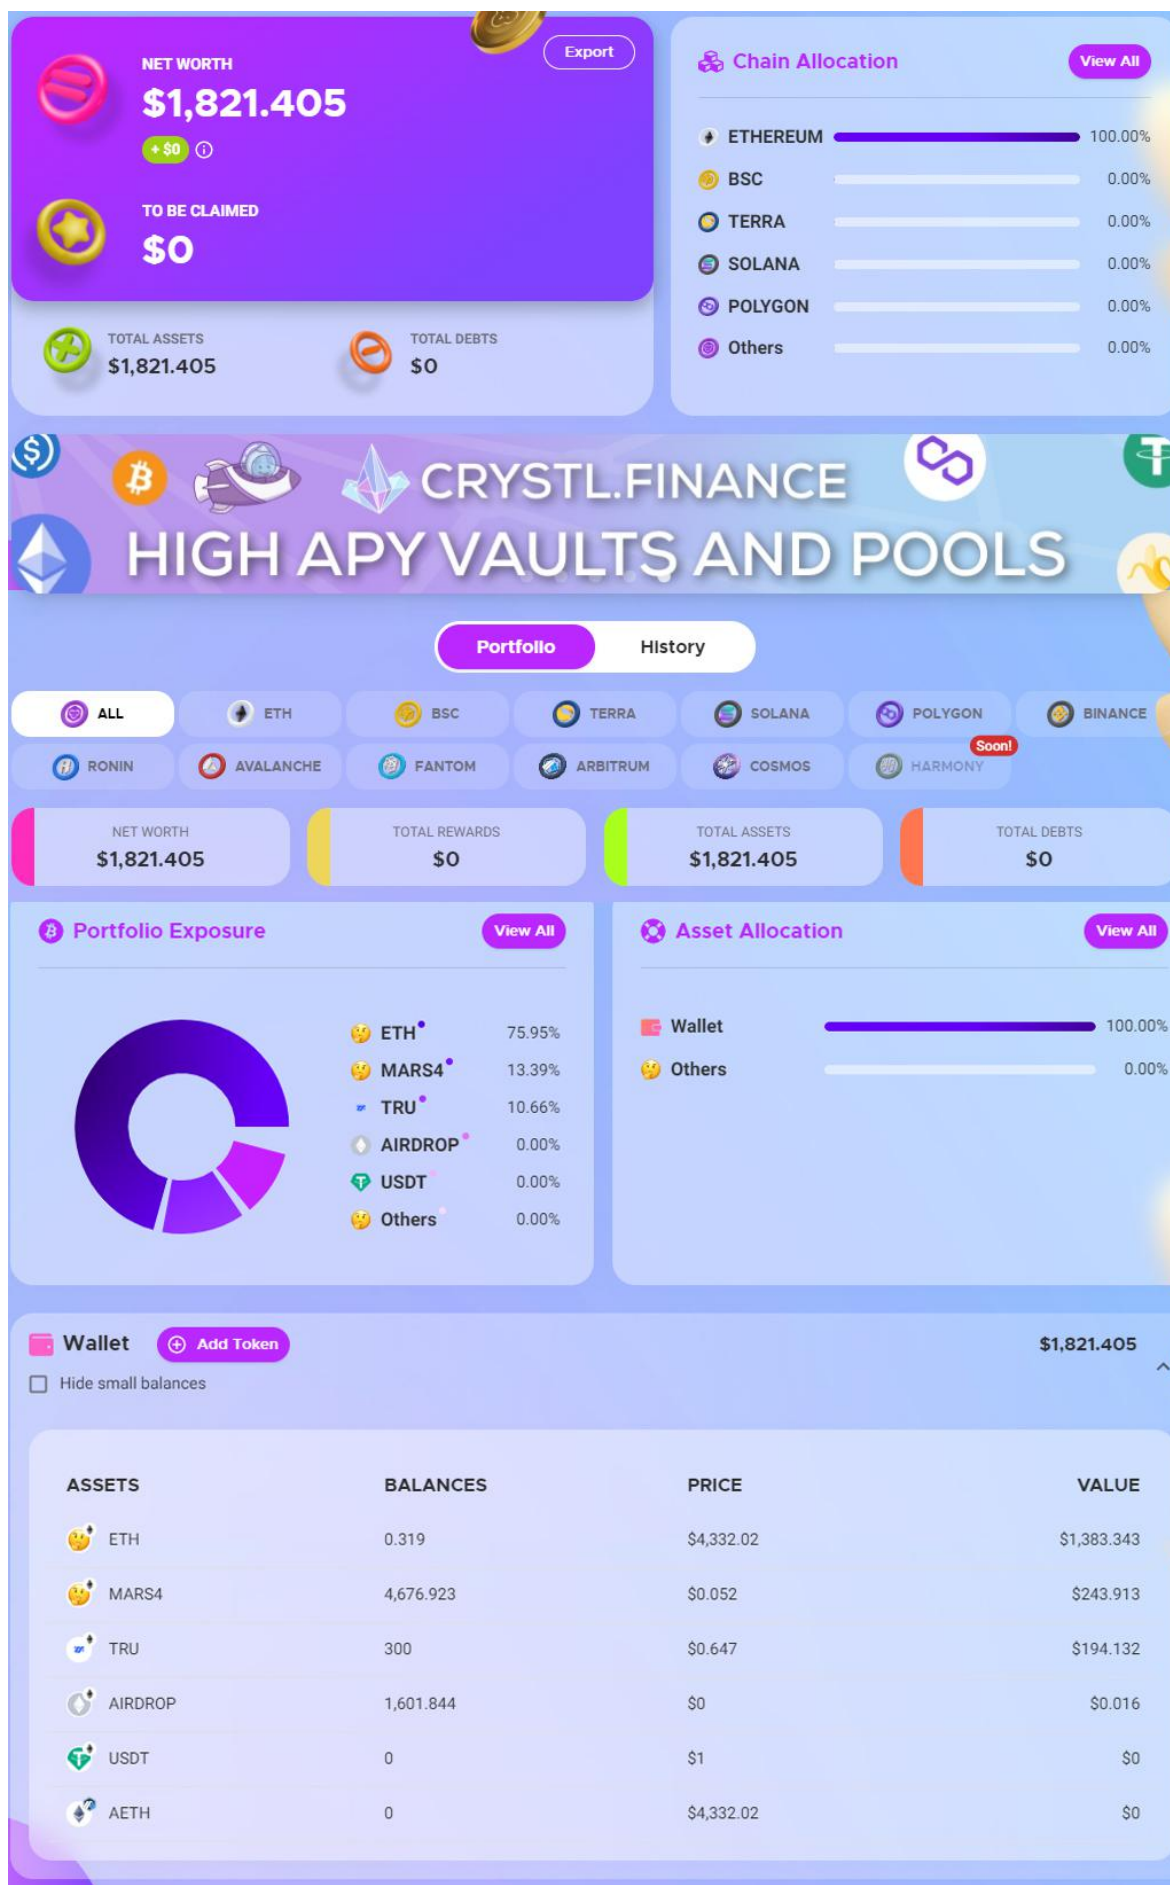 NET WORTH
$1,821.405
+ $0
Export
TO BE CLAIMED
$0
TOTAL ASSETS
$1,821.405
TOTAL DEBTS
$0
Chain Allocation
View All
ETHEREUM 100.00%
BSC 0.00%
TERRA 0.00%
SOLANA 0.00%
POLYGON 0.00%
Others 0.00%
CRYSTL.FINANCE
HIGH APY VAULTS AND POOLS
Portfolio History
ALL ETH BSC TERRA SOLANA POLYGON BINANCE
Soon!
RONIN AVALANCHE FANTOM ARBITRUM COSMOS HARMONY
NET WORTH TOTAL REWARDS TOTAL ASSETS TOTAL DEBTS
$1,821.405 $0 $1,821.405 $0
Portfolio Exposure
View All
ETH 75.95%
MARS4 13.39%
TRU 10.66%
AIRDROP 0.00%
USDT 0.00%
Others 0.00%
Asset Allocation
View All
Wallet 100.00%
Others 0.00%
Wallet Add Token $1,821.405
Hide small balances
ASSETS BALANCES PRICE VALUE
ETH 0.319 $4,332.02 $1,383.343
MARS4 4,676.923 $0.052 $243.913
TRU 300 $0.647 $194.132
AIRDROP 1,601.844 $0 $0.016
USDT 0 $1 $0
AETH 0 $4,332.02 $0